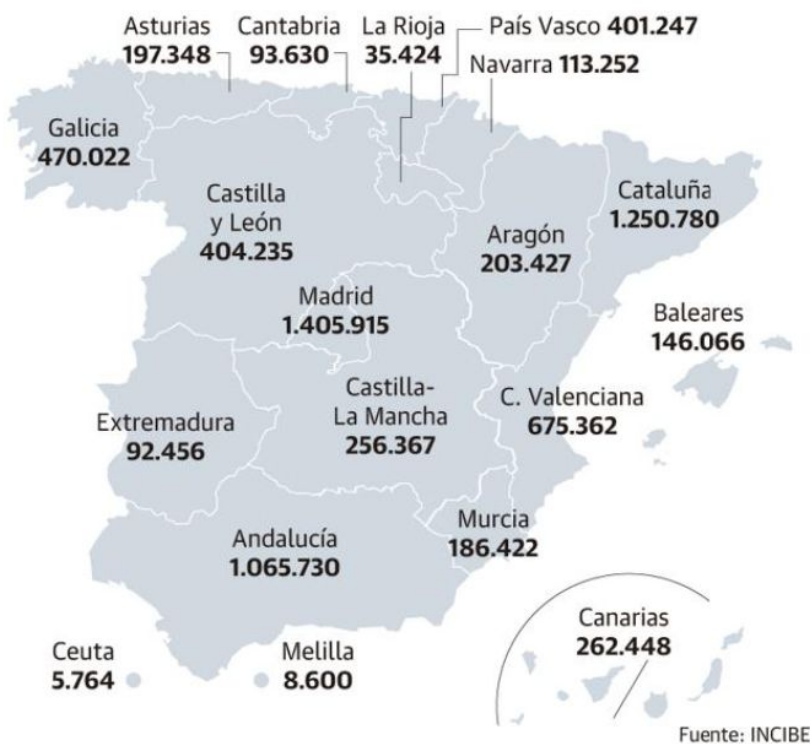 Asturias
197.348
Cantabria
93.630
La Rioja
35.424
País Vasco 401.247
Navarra 113.252
Galicia
470.022
Castilla
y León
404.235
Aragón
203.427
Cataluña
1.250.780
Madrid
1.405.915
Baleares
146.066
Extremadura
92.456
Castilla-
La Mancha
256.367
C. Valenciana
675.362
Andalucía
1.065.730
Murcia
186.422
Ceuta
5.764
Melilla
8.600
Canarias
262.448
Fuente: INCIBE